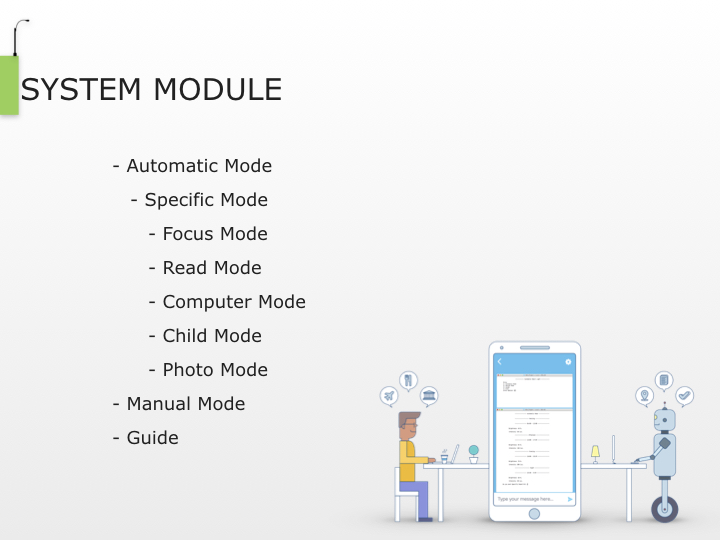 SYSTEM MODULE
- Automatic Mode
- Specific Mode
- Focus Mode
- Read Mode
- Computer Mode
- Child Mode
- Photo Mode
- Manual Mode
- Guide
Type your message here..